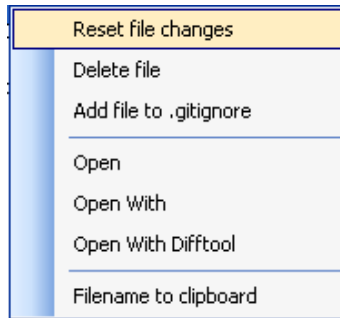 Reset file changes
Delete file
Add file to .gitignore
Open
Open With
Open With Difftool
Filename to clipboard